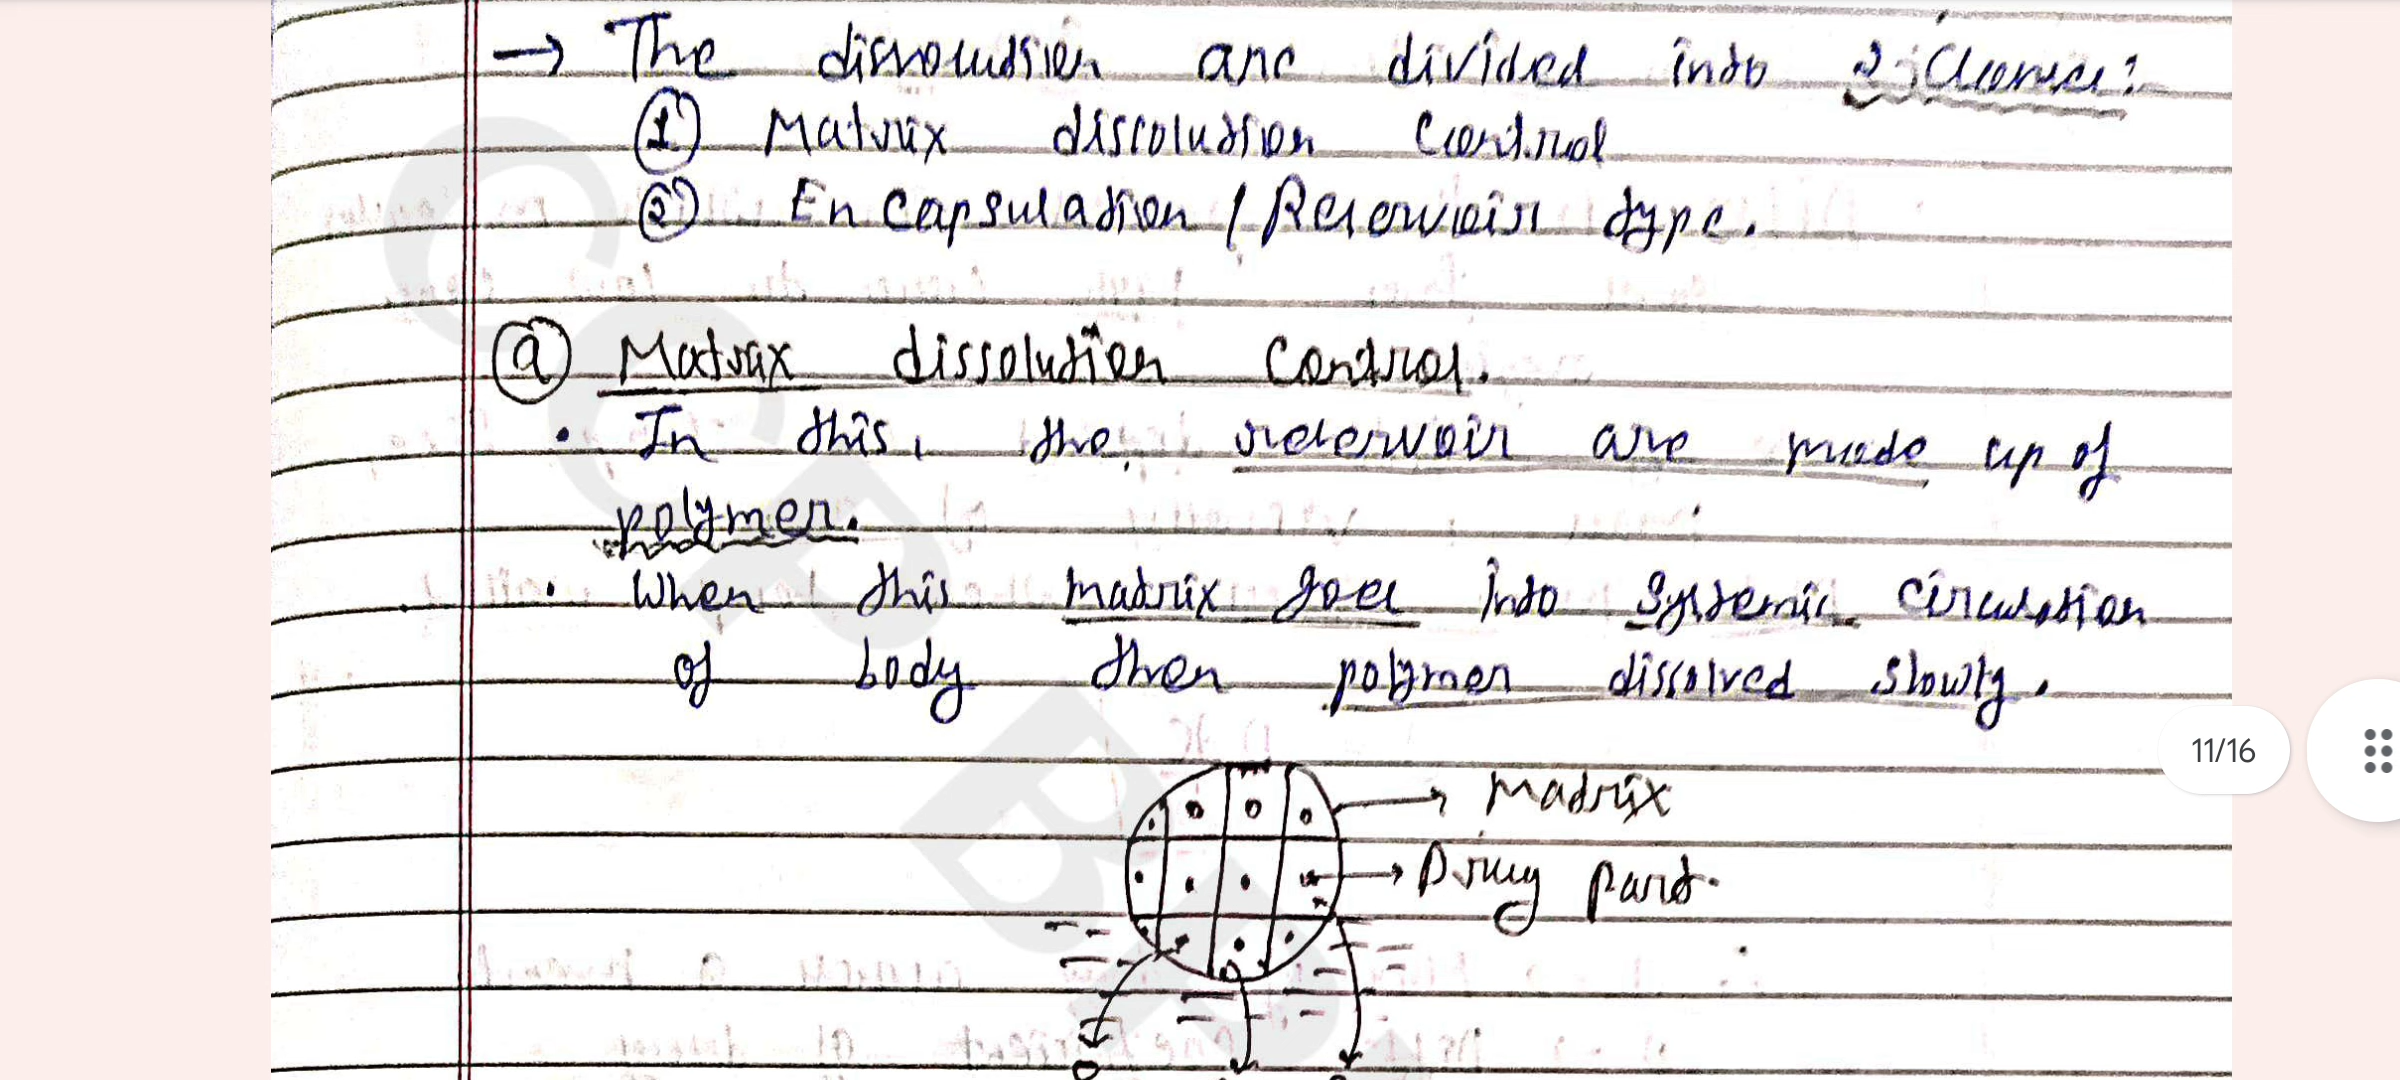 → The dissolution are divided into 2 classes:
① Matrix dissolution Control
② Encapsulation / Reservoir type.
ⓐ Matrix dissolution Control.
• In this, the reservoir are made up of
polymer.
• When this matrix goes into systemic circulation
of body then polymer dissolved slowly.
→ Matrix
→ Drug part.
11/16
CCP